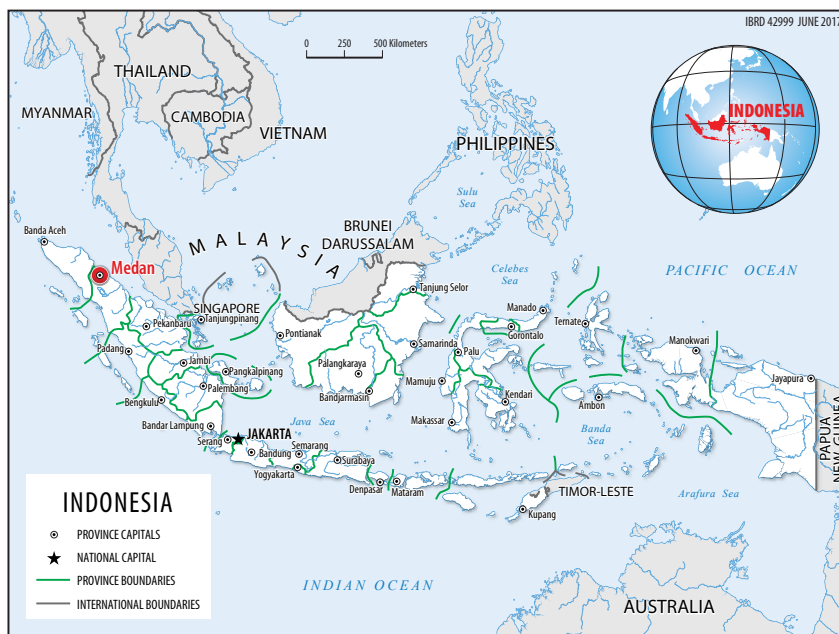 IBRD 42999 JUNE 2017
0 250 500 Kilometers
THAILAND
MYANMAR
CAMBODIA
VIETNAM
PHILIPPINES
INDONESIA
Sulu
Sea
Banda Aceh
MALAYSIA
BRUNEI
DARUSSALAM
Medan
Celebes
Sea
PACIFIC OCEAN
Tanjung Selor
SINGAPORE
Tanjungpinang
Manado
Ternate
Pekanbaru
Pontianak
Gorontalo
Manokwari
Samarinda
Padang
Palu
Jambi
Pangkalpinang
Palangkaraya
Jayapura
Palembang
Mamuju
Bengkulu
Bandjarmasin
Kendari
Ambon
Bandar Lampung
Java Sea
Makassar
Banda
Sea
PAPUA
NEW GUINEA
Serang
JAKARTA
Bandung
Semarang
Surabaya
Yogyakarta
Denpasar
Mataram
TIMOR-LESTE
Arafura Sea
Kupang
INDIAN OCEAN
AUSTRALIA
INDONESIA
PROVINCE CAPITALS
NATIONAL CAPITAL
PROVINCE BOUNDARIES
INTERNATIONAL BOUNDARIES